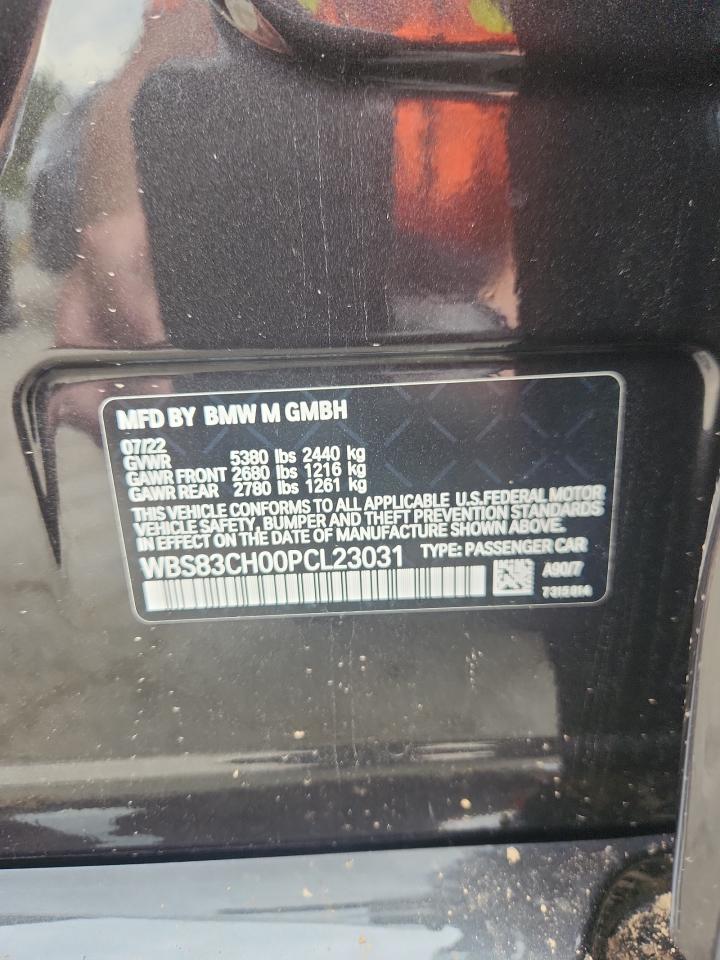 MFD BY BMW M GMBH
07/22
GVWR 5380 lbs 2440 kg
GAWR FRONT 2680 lbs 1216 kg
GAWR REAR 2780 lbs 1261 kg
THIS VEHICLE CONFORMS TO ALL APPLICABLE U.S.FEDERAL MOTOR
VEHICLE SAFETY, BUMPER AND THEFT PREVENTION STANDARDS
IN EFFECT ON THE DATE OF MANUFACTURE SHOWN ABOVE.
WBS83CH00PCL23031 TYPE: PASSENGER CAR
A90/7